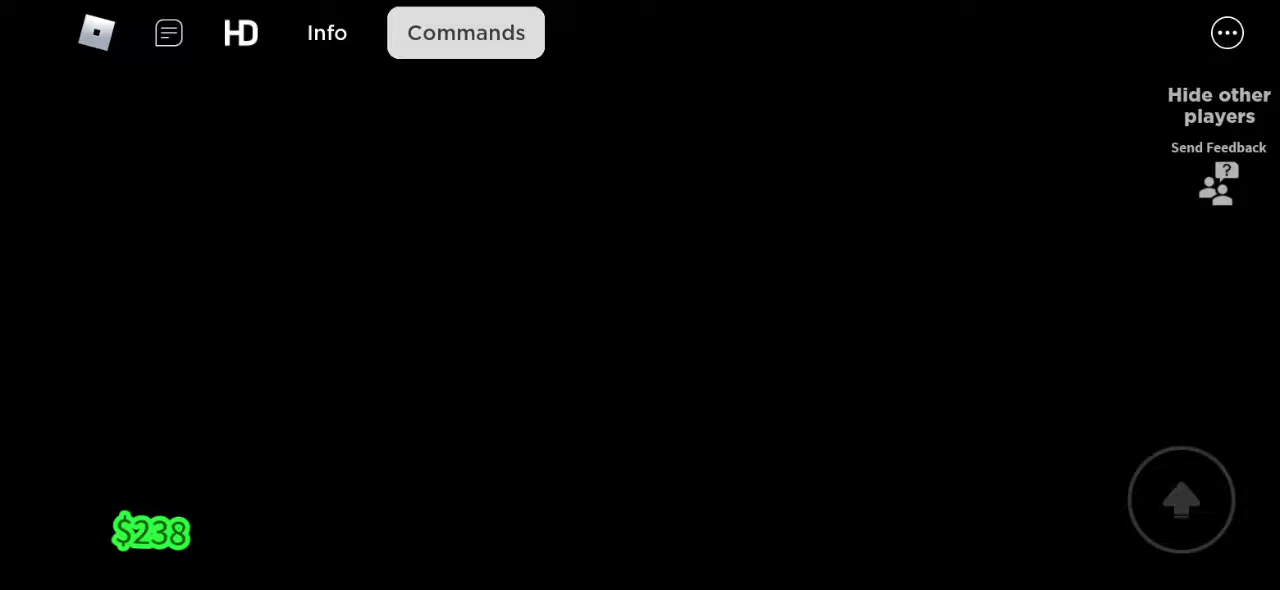 HD
Info
Commands
Hide other
players
Send Feedback
?
$238